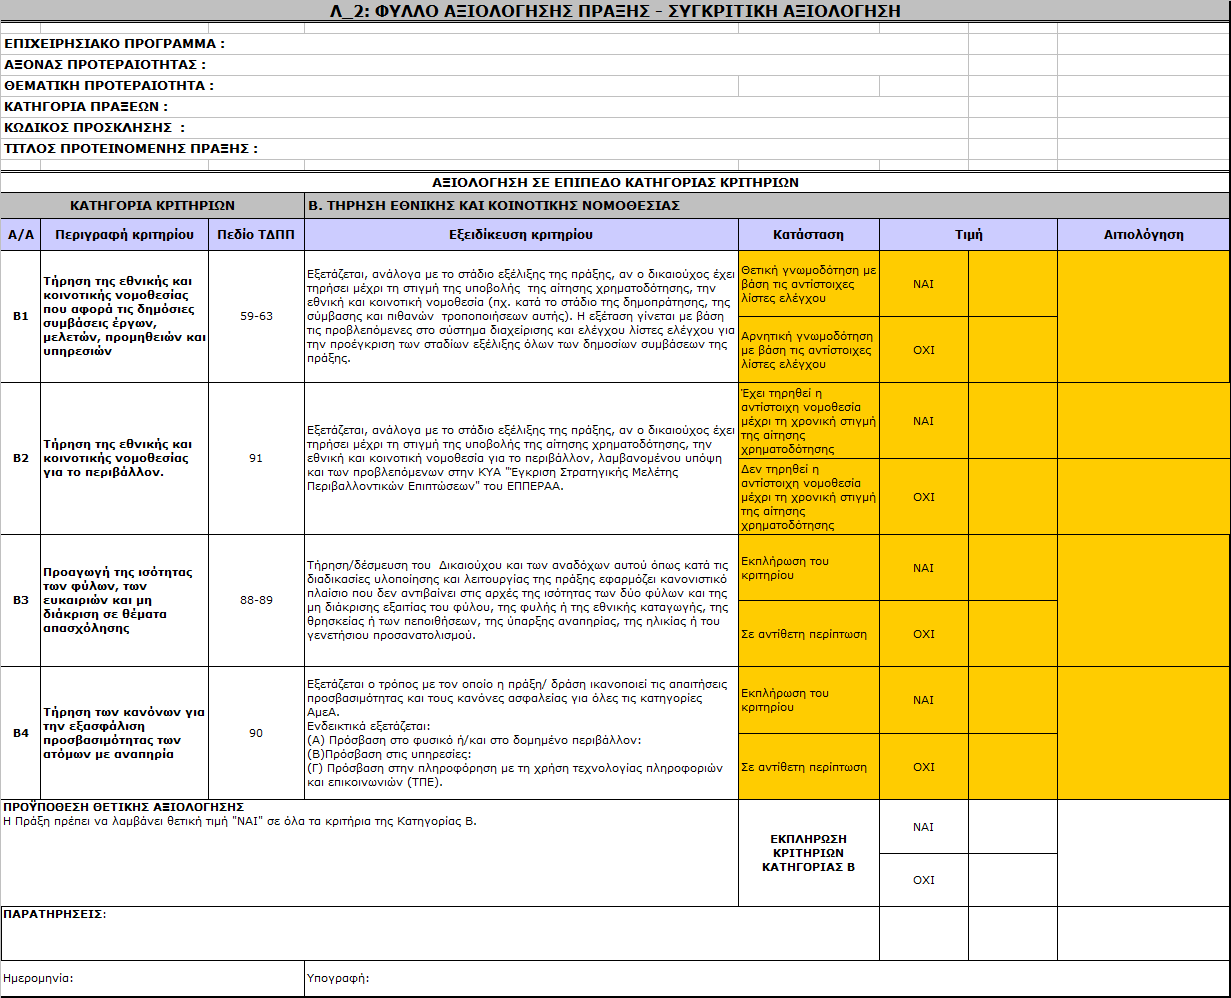 Λ_2: ΦΥΛΛΟ ΑΞΙΟΛΟΓΗΣΗΣ ΠΡΑΞΗΣ - ΣΥΓΚΡΙΤΙΚΗ ΑΞΙΟΛΟΓΗΣΗ
ΕΠΙΧΕΙΡΗΣΙΑΚΟ ΠΡΟΓΡΑΜΜΑ :
ΑΞΟΝΑΣ ΠΡΟΤΕΡΑΙΟΤΗΤΑΣ :
ΘΕΜΑΤΙΚΗ ΠΡΟΤΕΡΑΙΟΤΗΤΑ :
ΚΑΤΗΓΟΡΙΑ ΠΡΑΞΕΩΝ :
ΚΩΔΙΚΟΣ ΠΡΟΣΚΛΗΣΗΣ :
ΤΙΤΛΟΣ ΠΡΟΤΕΙΝΟΜΕΝΗΣ ΠΡΑΞΗΣ :
ΑΞΙΟΛΟΓΗΣΗ ΣΕ ΕΠΙΠΕΔΟ ΚΑΤΗΓΟΡΙΑΣ ΚΡΙΤΗΡΙΩΝ
ΚΑΤΗΓΟΡΙΑ ΚΡΙΤΗΡΙΩΝ
Β. ΤΗΡΗΣΗ ΕΘΝΙΚΗΣ ΚΑΙ ΚΟΙΝΟΤΙΚΗΣ ΝΟΜΟΘΕΣΙΑΣ
Α/Α
Περιγραφή κριτηρίου
Πεδίο ΤΔΠΠ
Εξειδίκευση κριτηρίου
Κατάσταση
Τιμή
Αιτιολόγηση
Β1
Τήρηση της εθνικής και
κοινοτικής νομοθεσίας
που αφορά τις δημόσιες
συμβάσεις έργων,
μελετών, προμηθειών και
υπηρεσιών
59-63
Εξετάζεται, ανάλογα με το στάδιο εξέλιξης της πράξης, αν ο δικαιούχος έχει
τηρήσει μέχρι τη στιγμή της υποβολής  της αίτησης χρηματοδότησης, την
εθνική και κοινοτική νομοθεσία (πχ. κατά το στάδιο της δημοπράτησης, της
σύμβασης και πιθανών  τροποποιήσεων αυτής). Η εξέταση γίνεται με βάση
τις προβλεπόμενες στο σύστημα διαχείρισης και ελέγχου λίστες ελέγχου για
την προέγκριση των σταδίων εξέλιξης όλων των δημοσίων συμβάσεων της
πράξης.
Θετική γνωμοδότηση με
βάση τις αντίστοιχες
λίστες ελέγχου
ΝΑΙ
Αρνητική γνωμοδότηση
με βάση τις αντίστοιχες
λίστες ελέγχου
ΟΧΙ
Β2
Τήρηση της εθνικής και
κοινοτικής νομοθεσίας
για το περιβάλλον.
91
Εξετάζεται, ανάλογα με το στάδιο εξέλιξης της πράξης, αν ο δικαιούχος έχει
τηρήσει μέχρι τη στιγμή της υποβολής της αίτησης χρηματοδότησης, την
εθνική και κοινοτική νομοθεσία για το περιβάλλον, λαμβανομένου υπόψη
και των προβλεπόμενων στην ΚΥΑ "Έγκριση Στρατηγικής Μελέτης
Περιβαλλοντικών Επιπτώσεων" του ΕΠΠΕΡΑΑ.
Έχει τηρηθεί η
αντίστοιχη νομοθεσία
μέχρι τη χρονική στιγμή
της αίτησης
χρηματοδότησης
ΝΑΙ
Δεν τηρηθεί η
αντίστοιχη νομοθεσία
μέχρι τη χρονική στιγμή
της αίτησης
χρηματοδότησης
ΟΧΙ
Β3
Προαγωγή της ισότητας
των φύλων, των
ευκαιριών και μη
διάκριση σε θέματα
απασχόλησης
88-89
Τήρηση/δέσμευση του  Δικαιούχου και των αναδόχων αυτού όπως κατά τις
διαδικασίες υλοποίησης και λειτουργίας της πράξης εφαρμόζει κανονιστικό
πλαίσιο που δεν αντιβαίνει στις αρχές της ισότητας των δύο φύλων και της
μη διάκρισης εξαιτίας του φύλου, της φυλής ή της εθνικής καταγωγής, της
θρησκείας ή των πεποιθήσεων, της ύπαρξης αναπηρίας, της ηλικίας ή του
γενετήσιου προσανατολισμού.
Εκπλήρωση του
κριτηρίου
ΝΑΙ
Σε αντίθετη περίπτωση
ΟΧΙ
Β4
Τήρηση των κανόνων για
την εξασφάλιση
προσβασιμότητας των
ατόμων με αναπηρία
90
Εξετάζεται ο τρόπος με τον οποίο η πράξη/ δράση ικανοποιεί τις απαιτήσεις
προσβασιμότητας και τους κανόνες ασφαλείας για όλες τις κατηγορίες
ΑμεΑ.
Ενδεικτικά εξετάζεται:
(Α) Πρόσβαση στο φυσικό ή/και στο δομημένο περιβάλλον:
(Β)Πρόσβαση στις υπηρεσίες:
(Γ) Πρόσβαση στην πληροφόρηση με τη χρήση τεχνολογίας πληροφοριών
και επικοινωνιών (ΤΠΕ).
Εκπλήρωση του
κριτηρίου
ΝΑΙ
Σε αντίθετη περίπτωση
ΟΧΙ
ΠΡΟΫΠΟΘΕΣΗ ΘΕΤΙΚΗΣ ΑΞΙΟΛΟΓΗΣΗΣ
Η Πράξη πρέπει να λαμβάνει θετική τιμή "ΝΑΙ" σε όλα τα κριτήρια της Κατηγορίας Β.
ΕΚΠΛΗΡΩΣΗ
ΚΡΙΤΗΡΙΩΝ
ΚΑΤΗΓΟΡΙΑΣ Β
ΝΑΙ
ΟΧΙ
ΠΑΡΑΤΗΡΗΣΕΙΣ:
Ημερομηνία:
Υπογραφή: